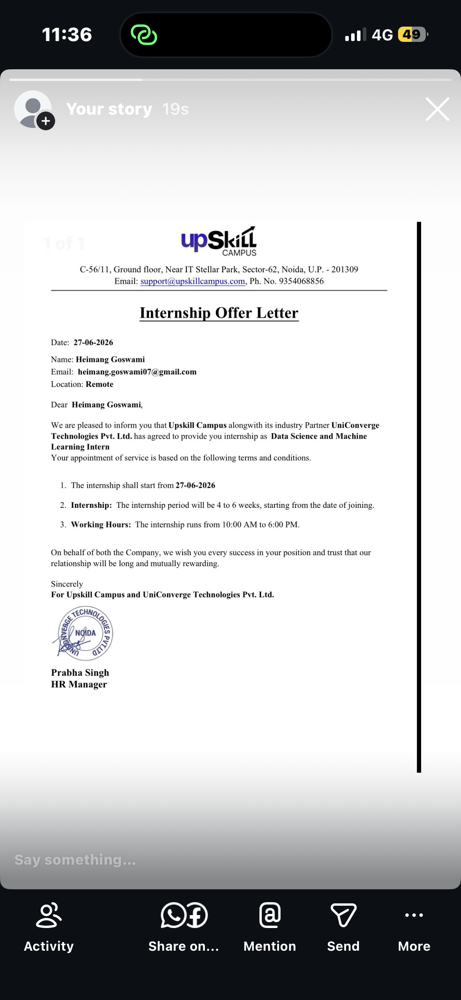 11:36
4G
49
Your story 19s
1 of 1
upSkill
CAMPUS
C-56/11, Ground floor, Near IT Stellar Park, Sector-62, Noida, U.P. - 201309
Email: support@upskillcampus.com, Ph. No. 9354068856
Internship Offer Letter
Date: 27-06-2026
Name: Heimang Goswami
Email: heimang.goswami07@gmail.com
Location: Remote
Dear Heimang Goswami,
We are pleased to inform you that Upskill Campus alongwith its industry Partner UniConverge
Technologies Pvt. Ltd. has agreed to provide you internship as Data Science and Machine
Learning Intern
Your appointment of service is based on the following terms and conditions.
1. The internship shall start from 27-06-2026
2. Internship: The internship period will be 4 to 6 weeks, starting from the date of joining.
3. Working Hours: The internship runs from 10:00 AM to 6:00 PM.
On behalf of both the Company, we wish you every success in your position and trust that our
relationship will be long and mutually rewarding.
Sincerely
For Upskill Campus and UniConverge Technologies Pvt. Ltd.
UNICONVERGE TECHNOLOGIES PVT.LTD
NOIDA
Prabha Singh
HR Manager
Say something...
Activity
Share on...
Mention
Send
More